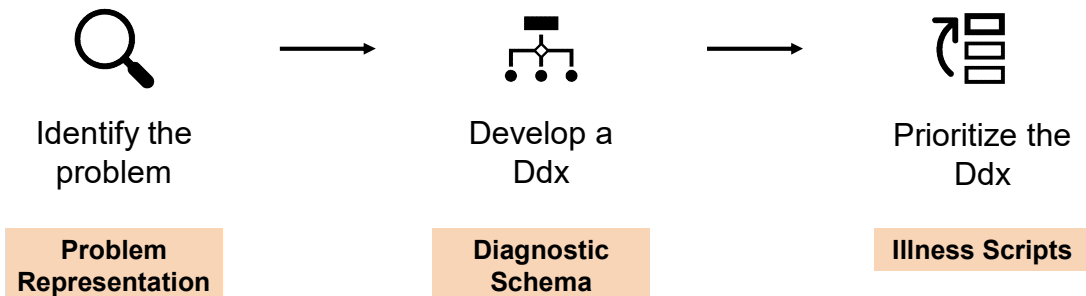 Identify the
problem
Problem
Representation
Develop a
Ddx
Diagnostic
Schema
Prioritize the
Ddx
Illness Scripts